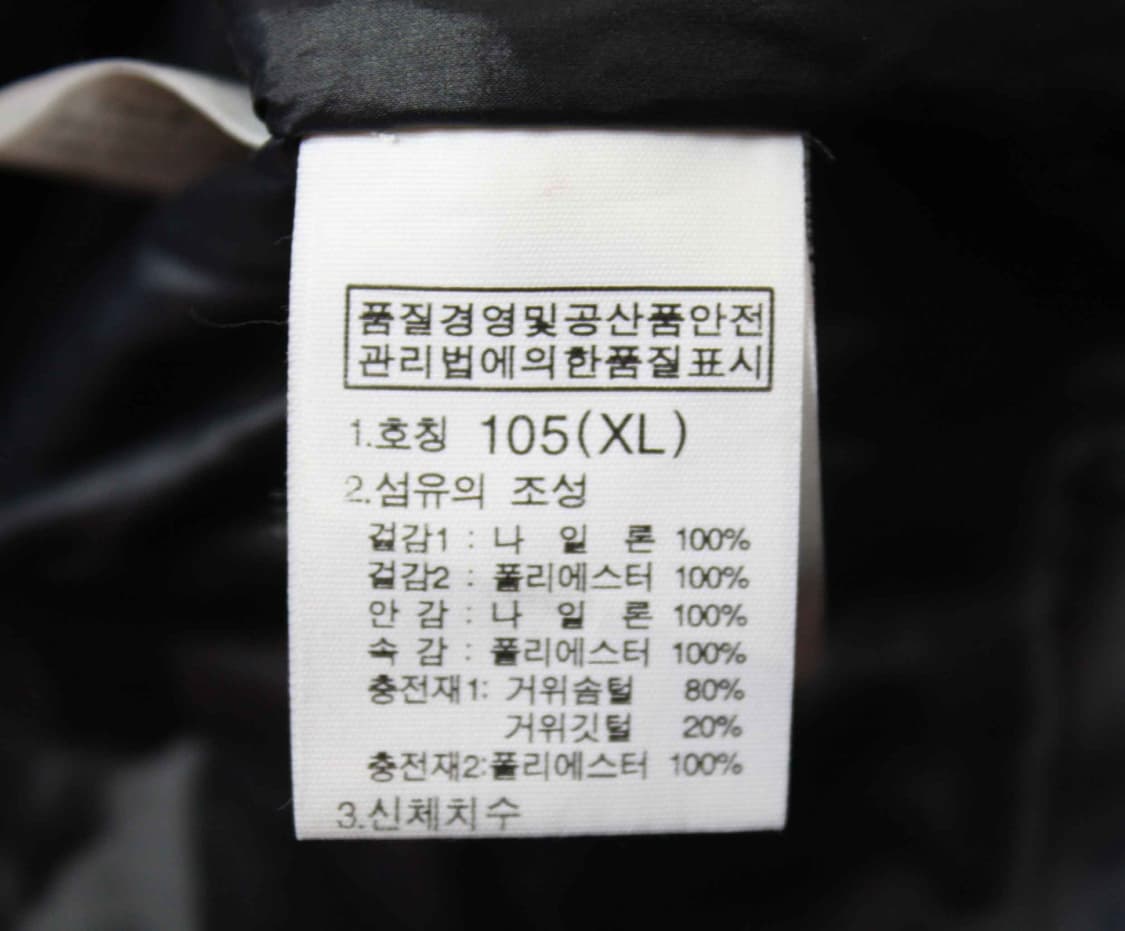 품질경영및공산품안전
관리법에의한품질표시
1.호칭 105(XL)
2.섬유의 조성
겉감1 : 나 일 론 100%
겉감2 : 폴리에스터 100%
안 감 : 나 일 론 100%
속 감 : 폴리에스터 100%
충전재1: 거위솜털 80%
거위깃털 20%
충전재2:폴리에스터 100%
3.신체치수